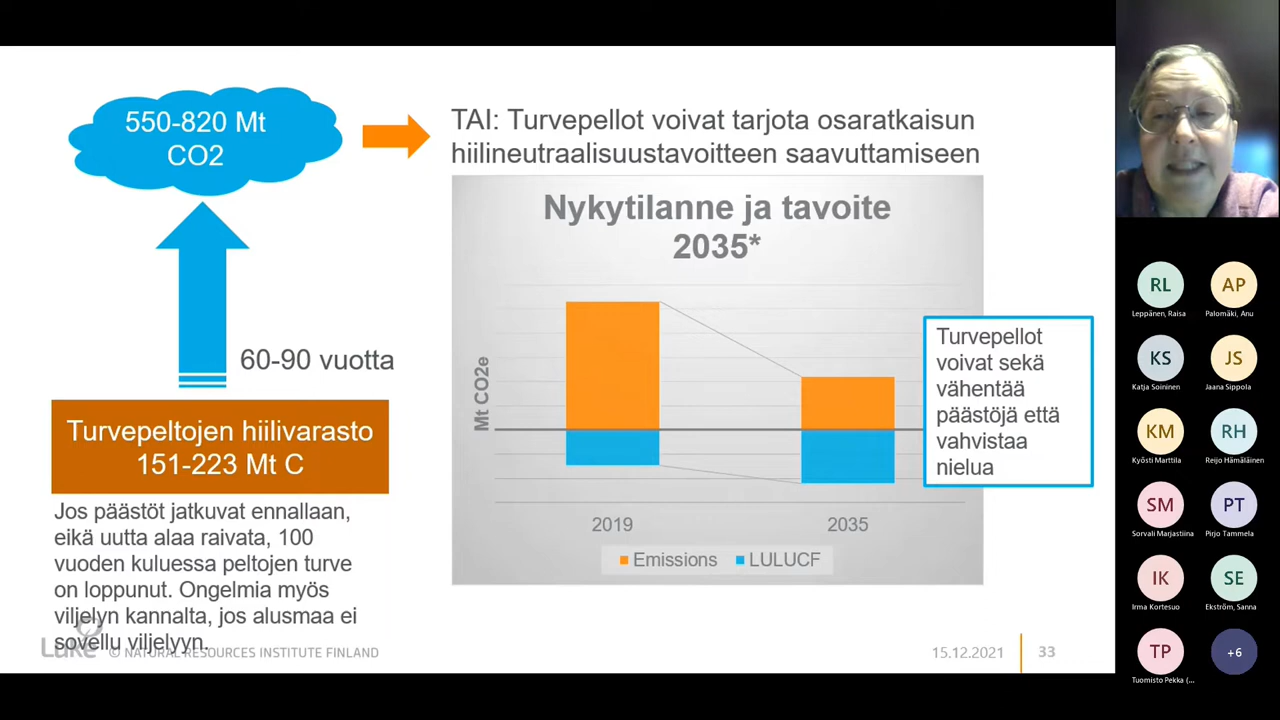 550-820 Mt
CO2
TAI: Turvepellot voivat tarjota osaratkaisun
hiilineutraalisuustavoitteen saavuttamiseen
Nykytilanne ja tavoite
2035*
60-90 vuotta
Turvepeltojen hiilivarasto
151-223 Mt C
Jos päästöt jatkuvat ennallaan,
eikä uutta alaa raivata, 100
vuoden kuluessa peltojen turve
on loppunut. Ongelmia myös
viljelyn kannalta, jos alusmaa ei
sovellu viljelyyn.
Mt CO2e
2019
2035
Emissions
LULUCF
Turvepellot
voivat sekä
vähentää
päästöjä että
vahvistaa
nielua
Luke
© NATURAL RESOURCES INSTITUTE FINLAND
15.12.2021
33
RL
Leppänen, Raisa
AP
Palomäki, Anu
KS
Katja Soininen
JS
Jaana Sippola
KM
Kyösti Marttila
RH
Reijo Hämäläinen
SM
Sorvali Marjastiina
PT
Pirjo Tammela
IK
Irma Kortesuo
SE
Ekström, Sanna
TP
Tuomisto Pekka (...
+6